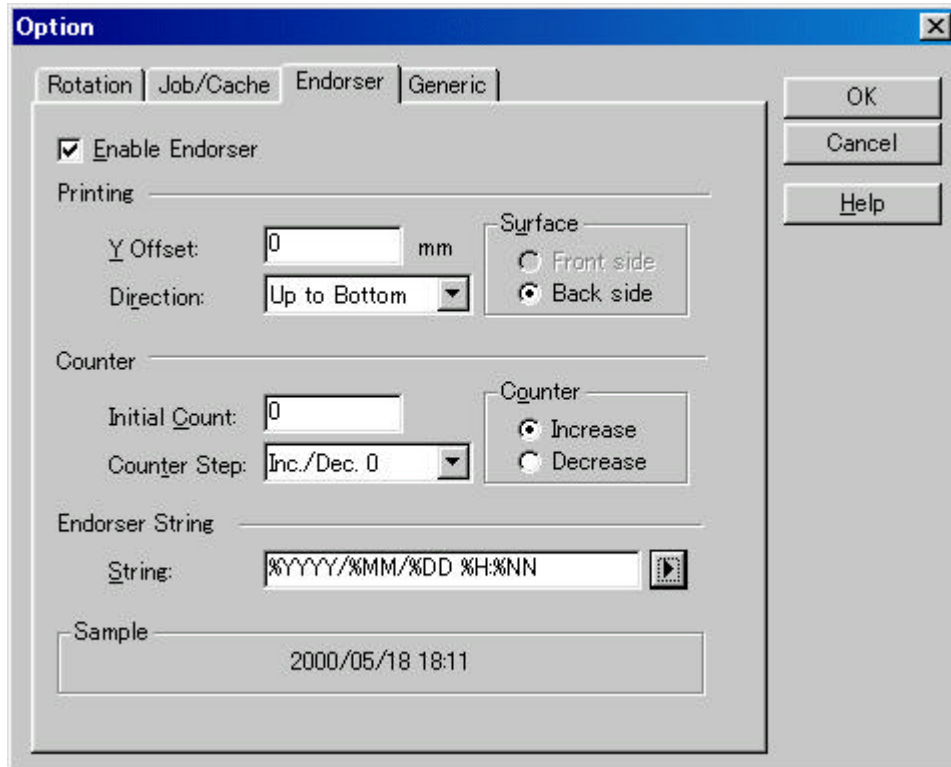 Option
Rotation Job/Cache Endorser Generic
OK
Cancel
Help
Enable Endorser
Printing
Y Offset: 0 mm
Direction: Up to Bottom
Surface
Front side
Back side
Counter
Initial Count: 0
Counter Step: Inc./Dec. 0
Counter
Increase
Decrease
Endorser String
String: %YYYY/%MM/%DD %H:%NN
Sample
2000/05/18 18:11